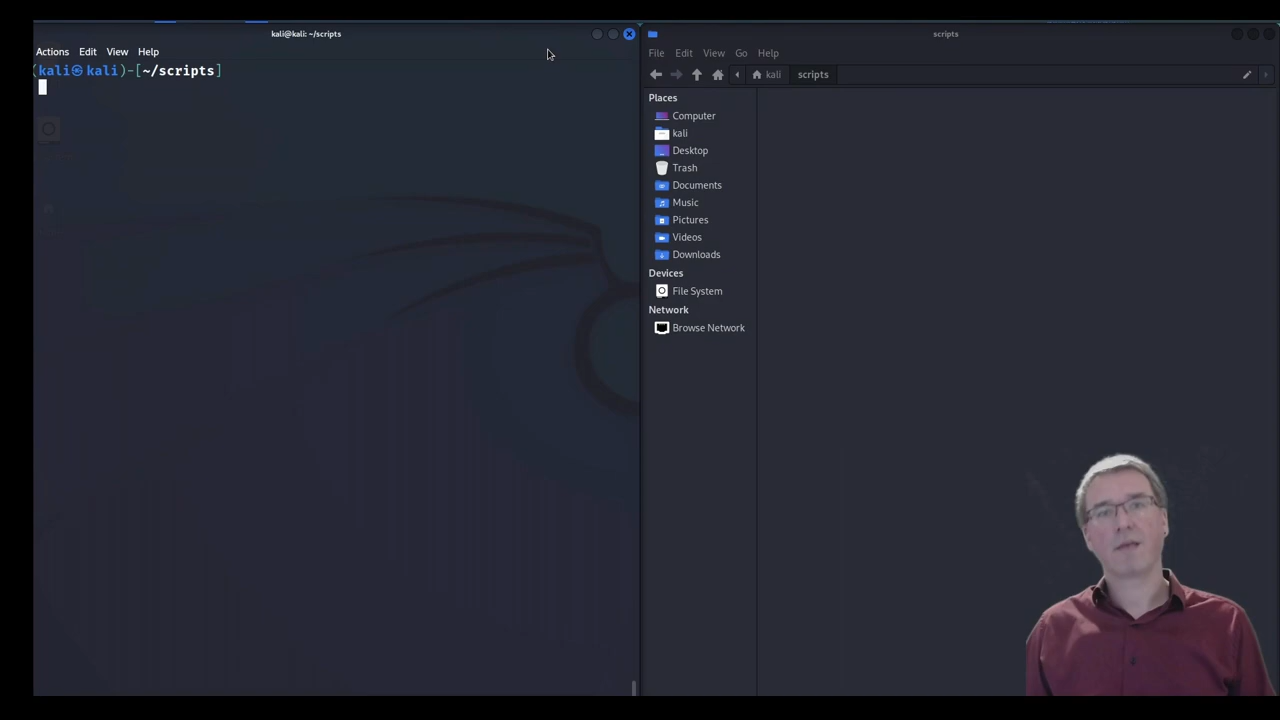 kali@kali: ~/scripts
Actions Edit View Help
(kali㉿kali)-[~/scripts]
scripts
File Edit View Go Help
kali scripts
Places
Computer
kali
Desktop
Trash
Documents
Music
Pictures
Videos
Downloads
Devices
File System
Network
Browse Network